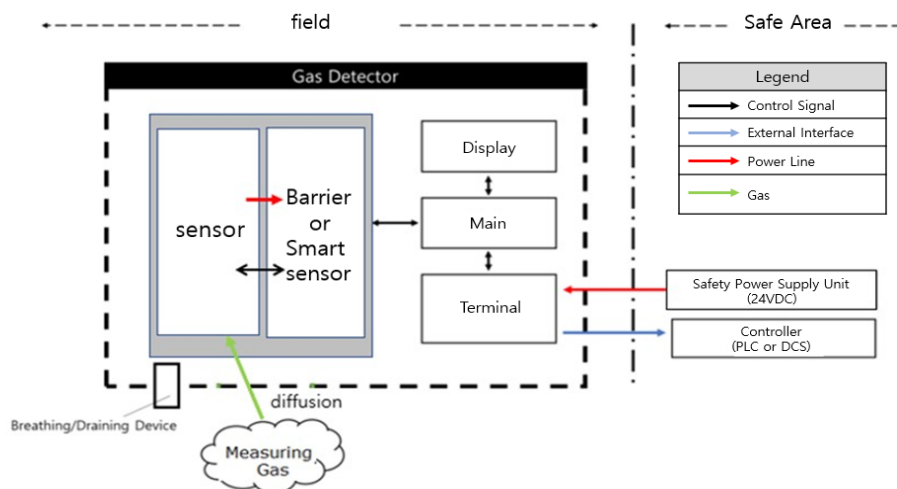 field
Safe Area
Gas Detector
Legend
Control Signal
External Interface
Power Line
Gas
Display
Main
Terminal
sensor
Barrier
or
Smart
sensor
Safety Power Supply Unit
(24VDC)
Controller
(PLC or DCS)
diffusion
Breathing/Draining Device
Measuring
Gas